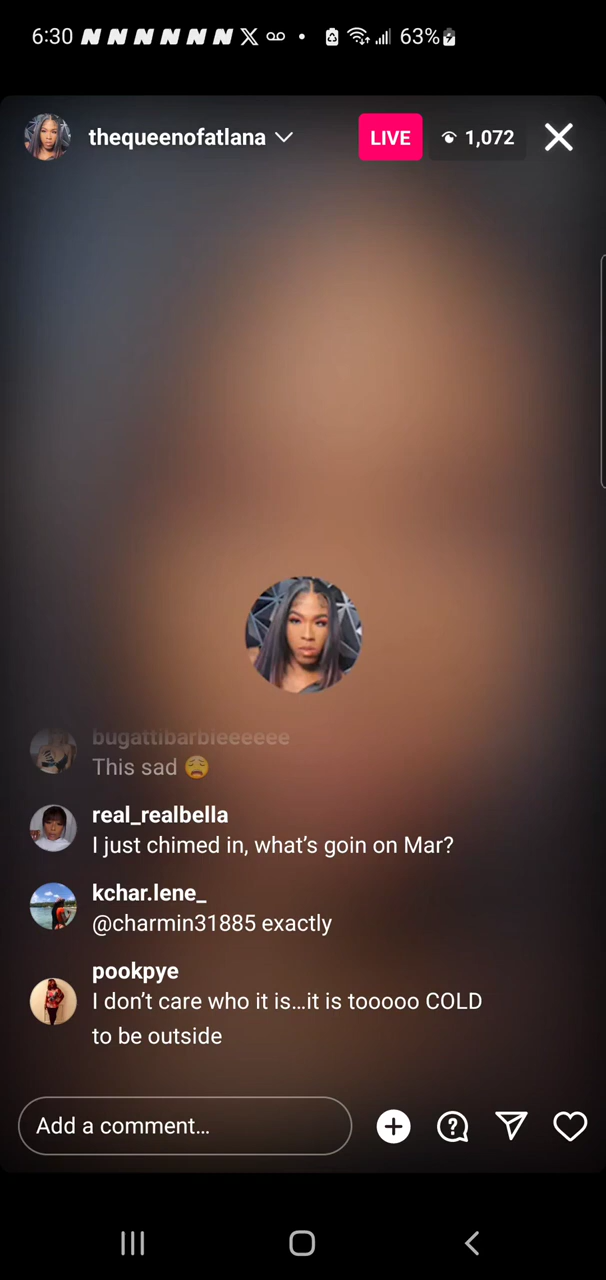 6:30 N N N N N N X 63%
thequeenofatlana LIVE 1,072
bugattibarbieeeeee
This sad 😩
real_realbella
I just chimed in, what's goin on Mar?
kchar.lene_
@charmin31885 exactly
pookpye
I don't care who it is...it is tooooo COLD
to be outside
Add a comment...